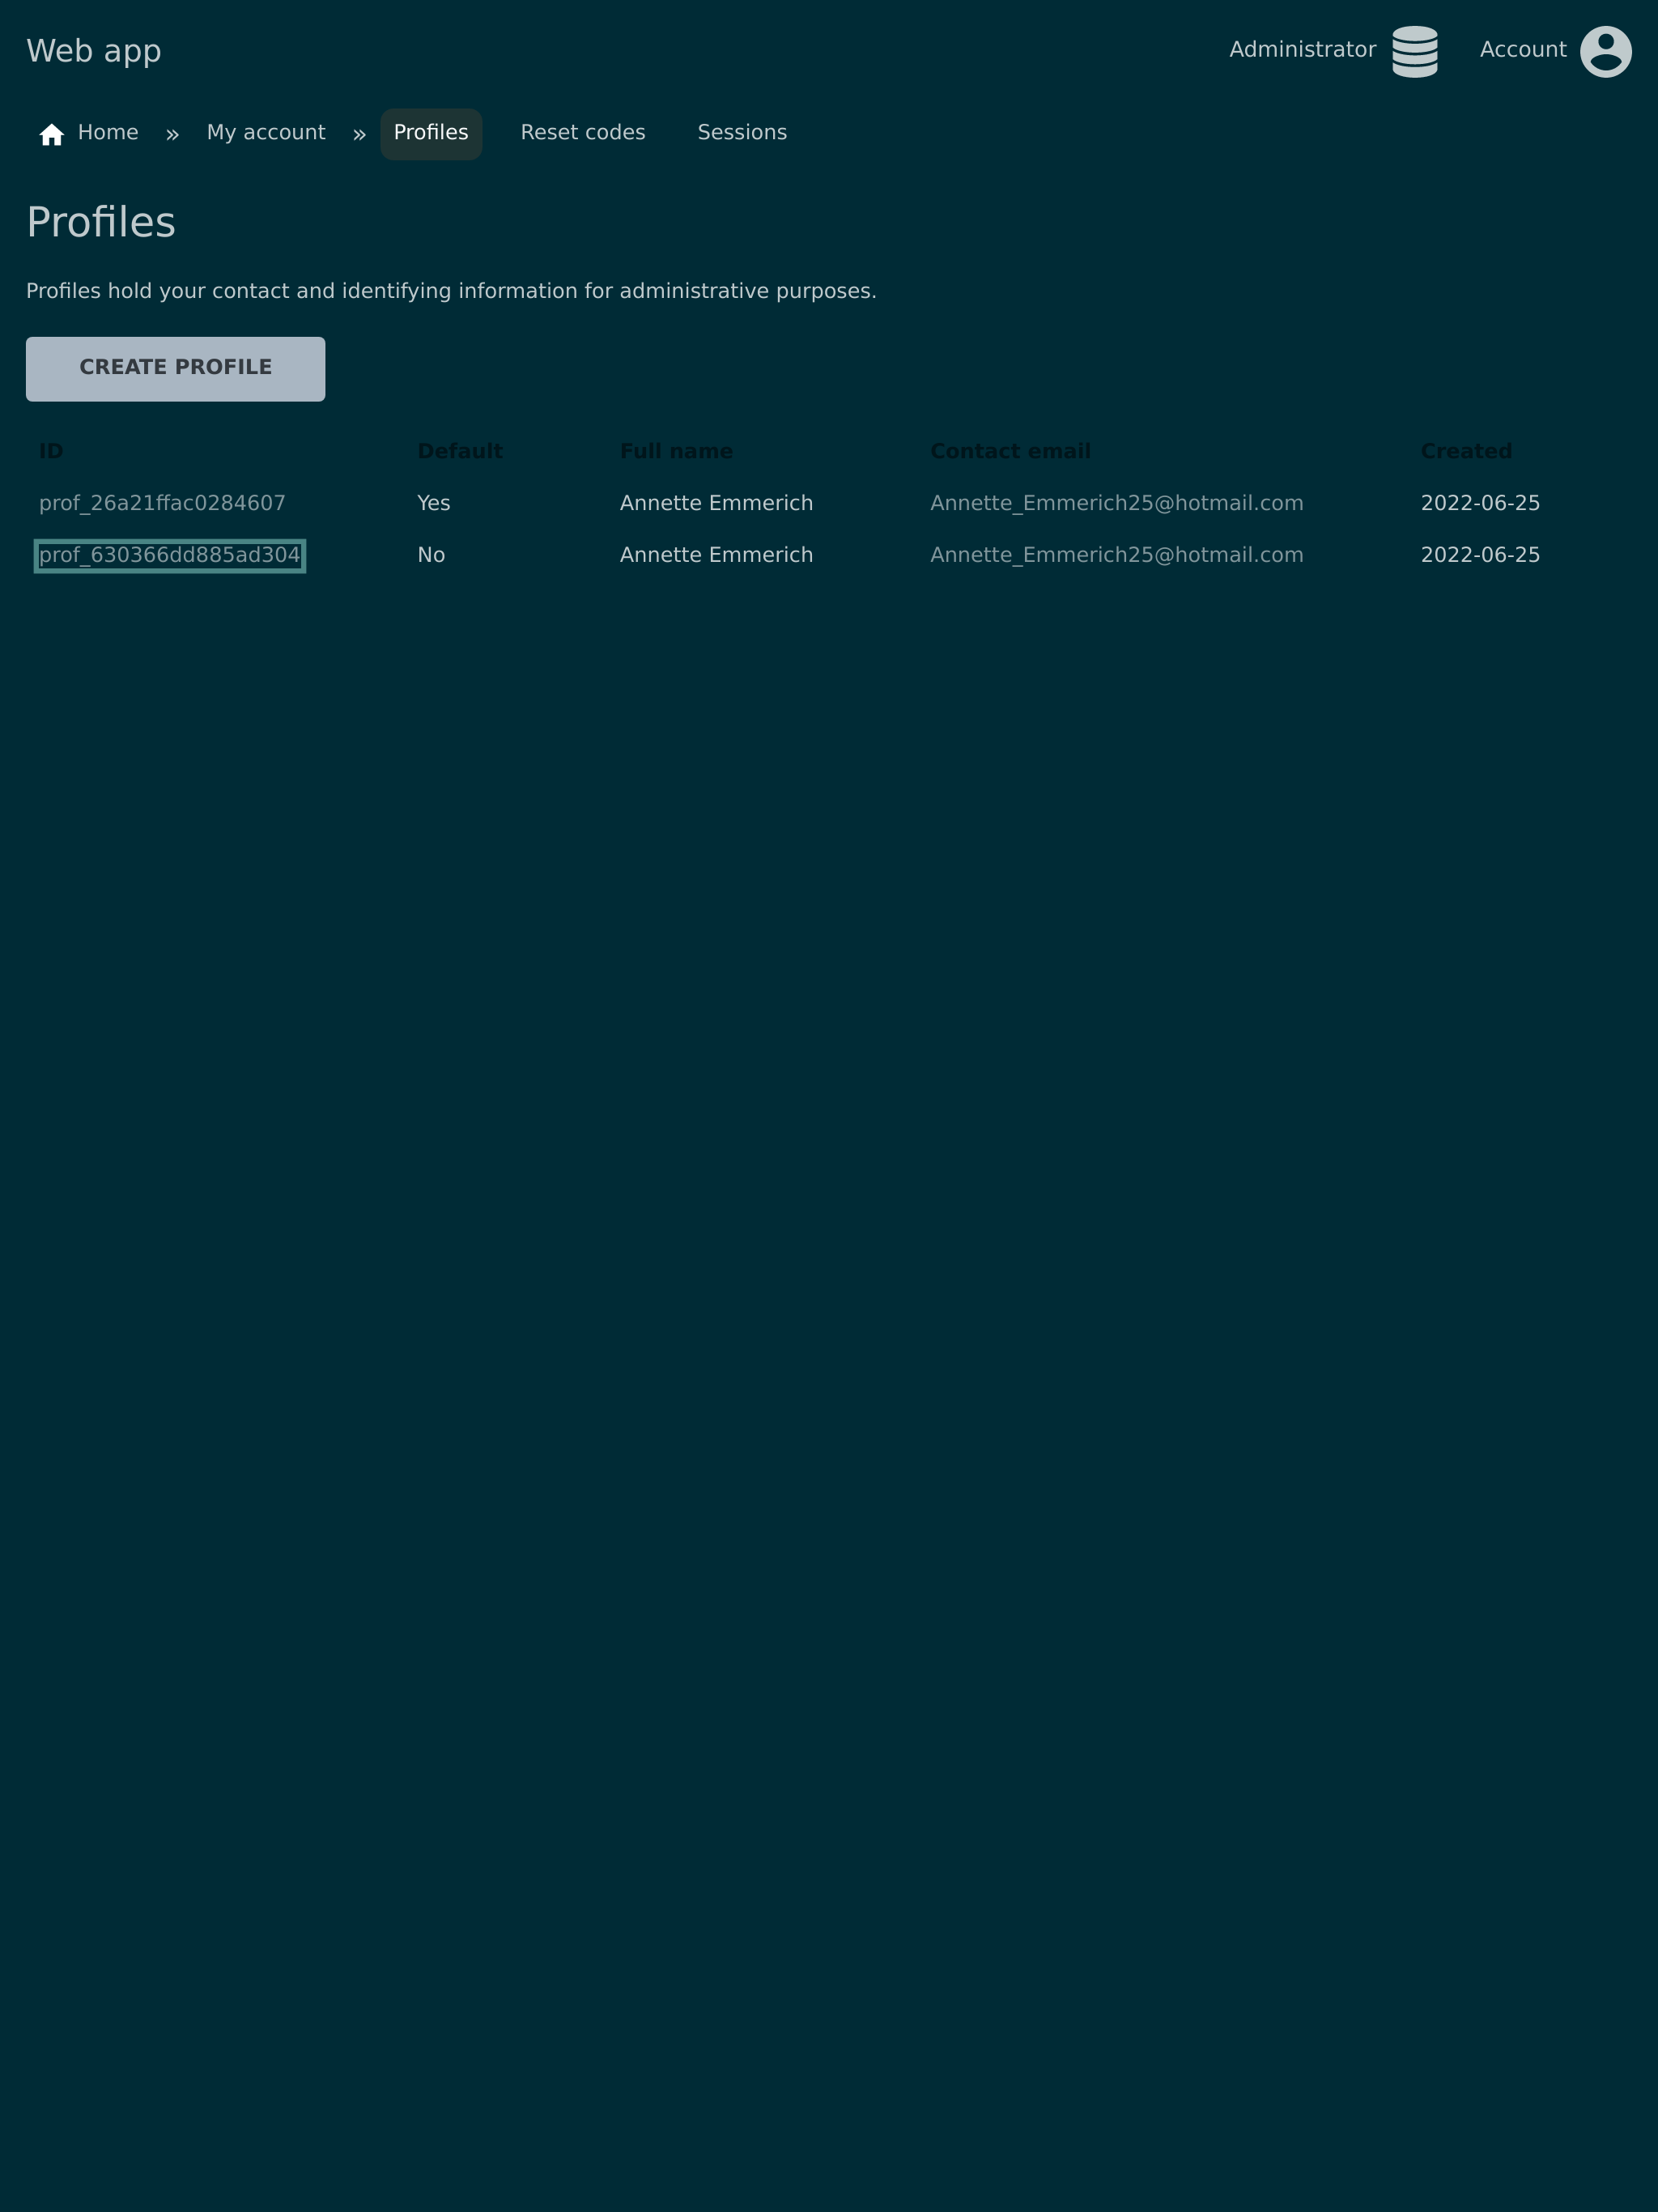 Web app
Administrator
Account
Home » My account » Profiles Reset codes Sessions
Profiles
Profiles hold your contact and identifying information for administrative purposes.
CREATE PROFILE
ID Default Full name Contact email Created
prof_26a21ffac0284607 Yes Annette Emmerich Annette_Emmerich25@hotmail.com 2022-06-25
prof_630366dd885ad304 No Annette Emmerich Annette_Emmerich25@hotmail.com 2022-06-25